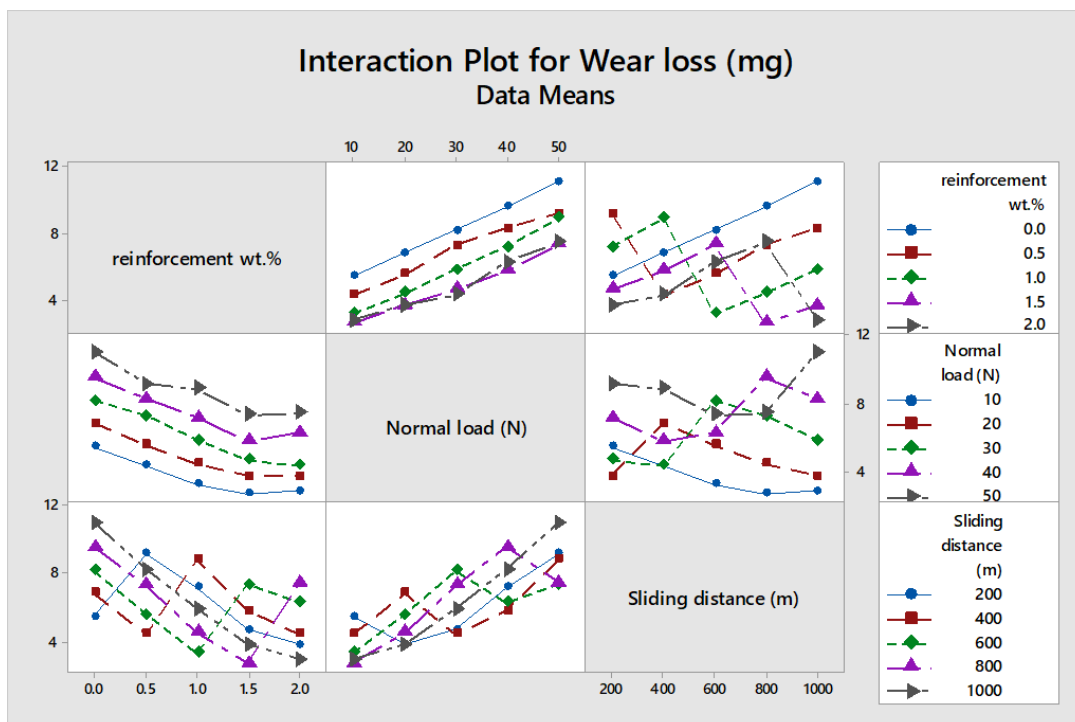 Interaction Plot for Wear loss (mg)
Data Means
10 20 30 40 50
12
8
4
reinforcement wt.%
reinforcement
wt.%
0.0
0.5
1.0
1.5
2.0
Normal load (N)
12
8
4
Normal
load (N)
10
20
30
40
50
12
8
4
Sliding distance (m)
Sliding
distance
(m)
200
400
600
800
1000
0.0 0.5 1.0 1.5 2.0
200 400 600 800 1000